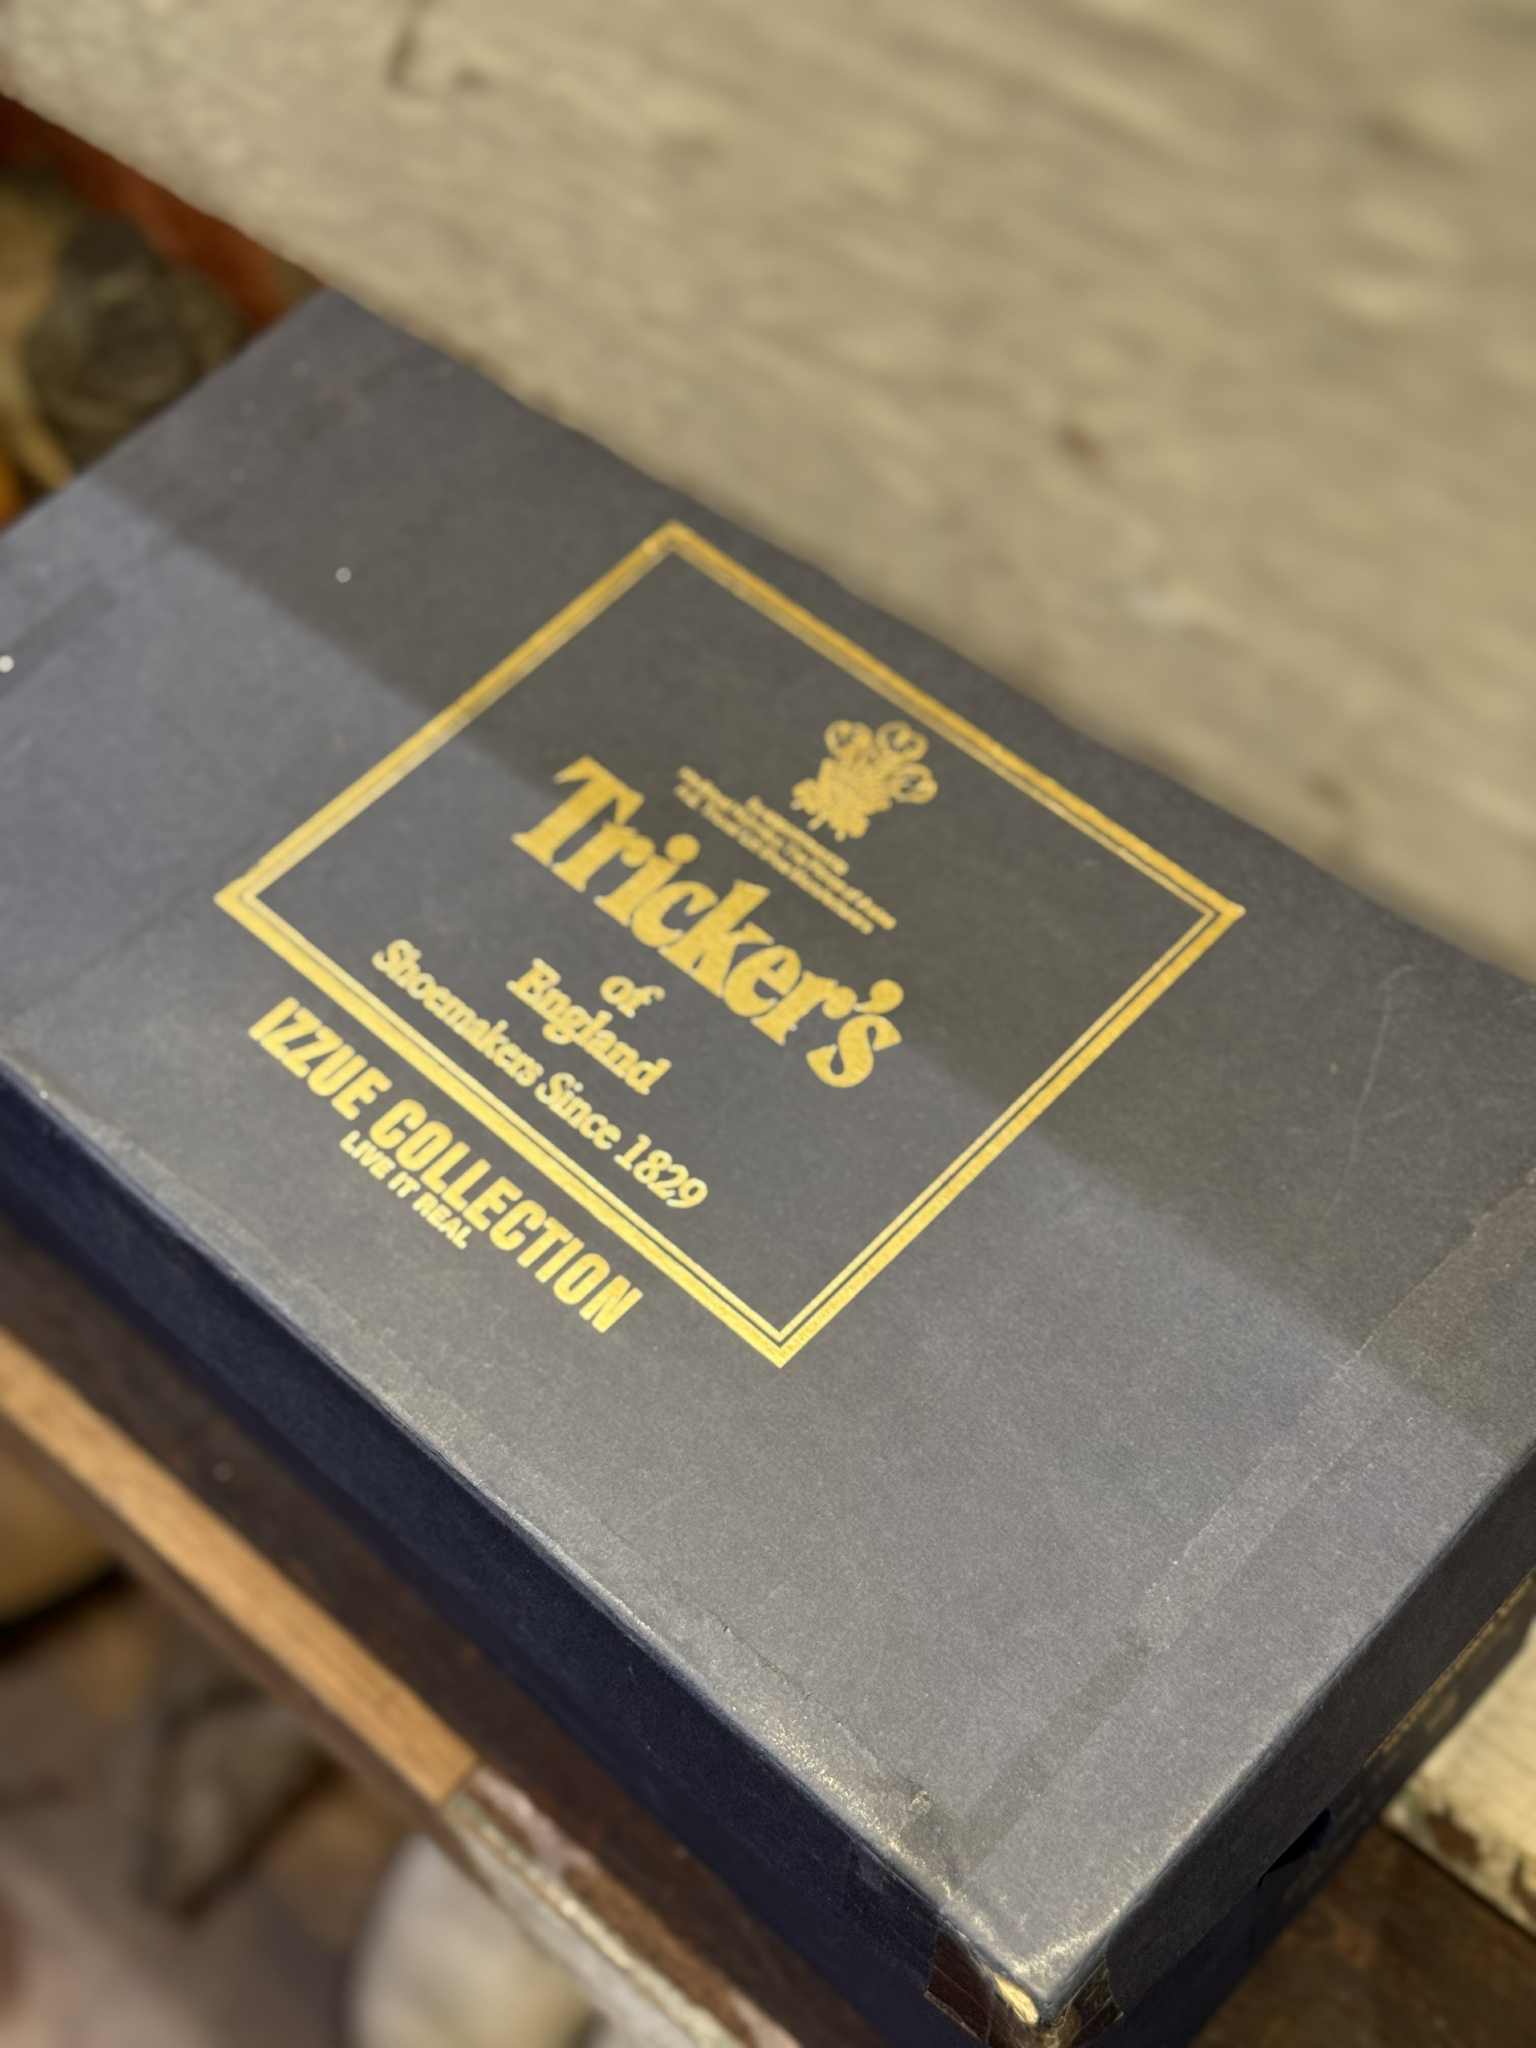 Tricker's
of
England
Shoemakers Since 1829
IZZUE COLLECTION
LIVE IT REAL